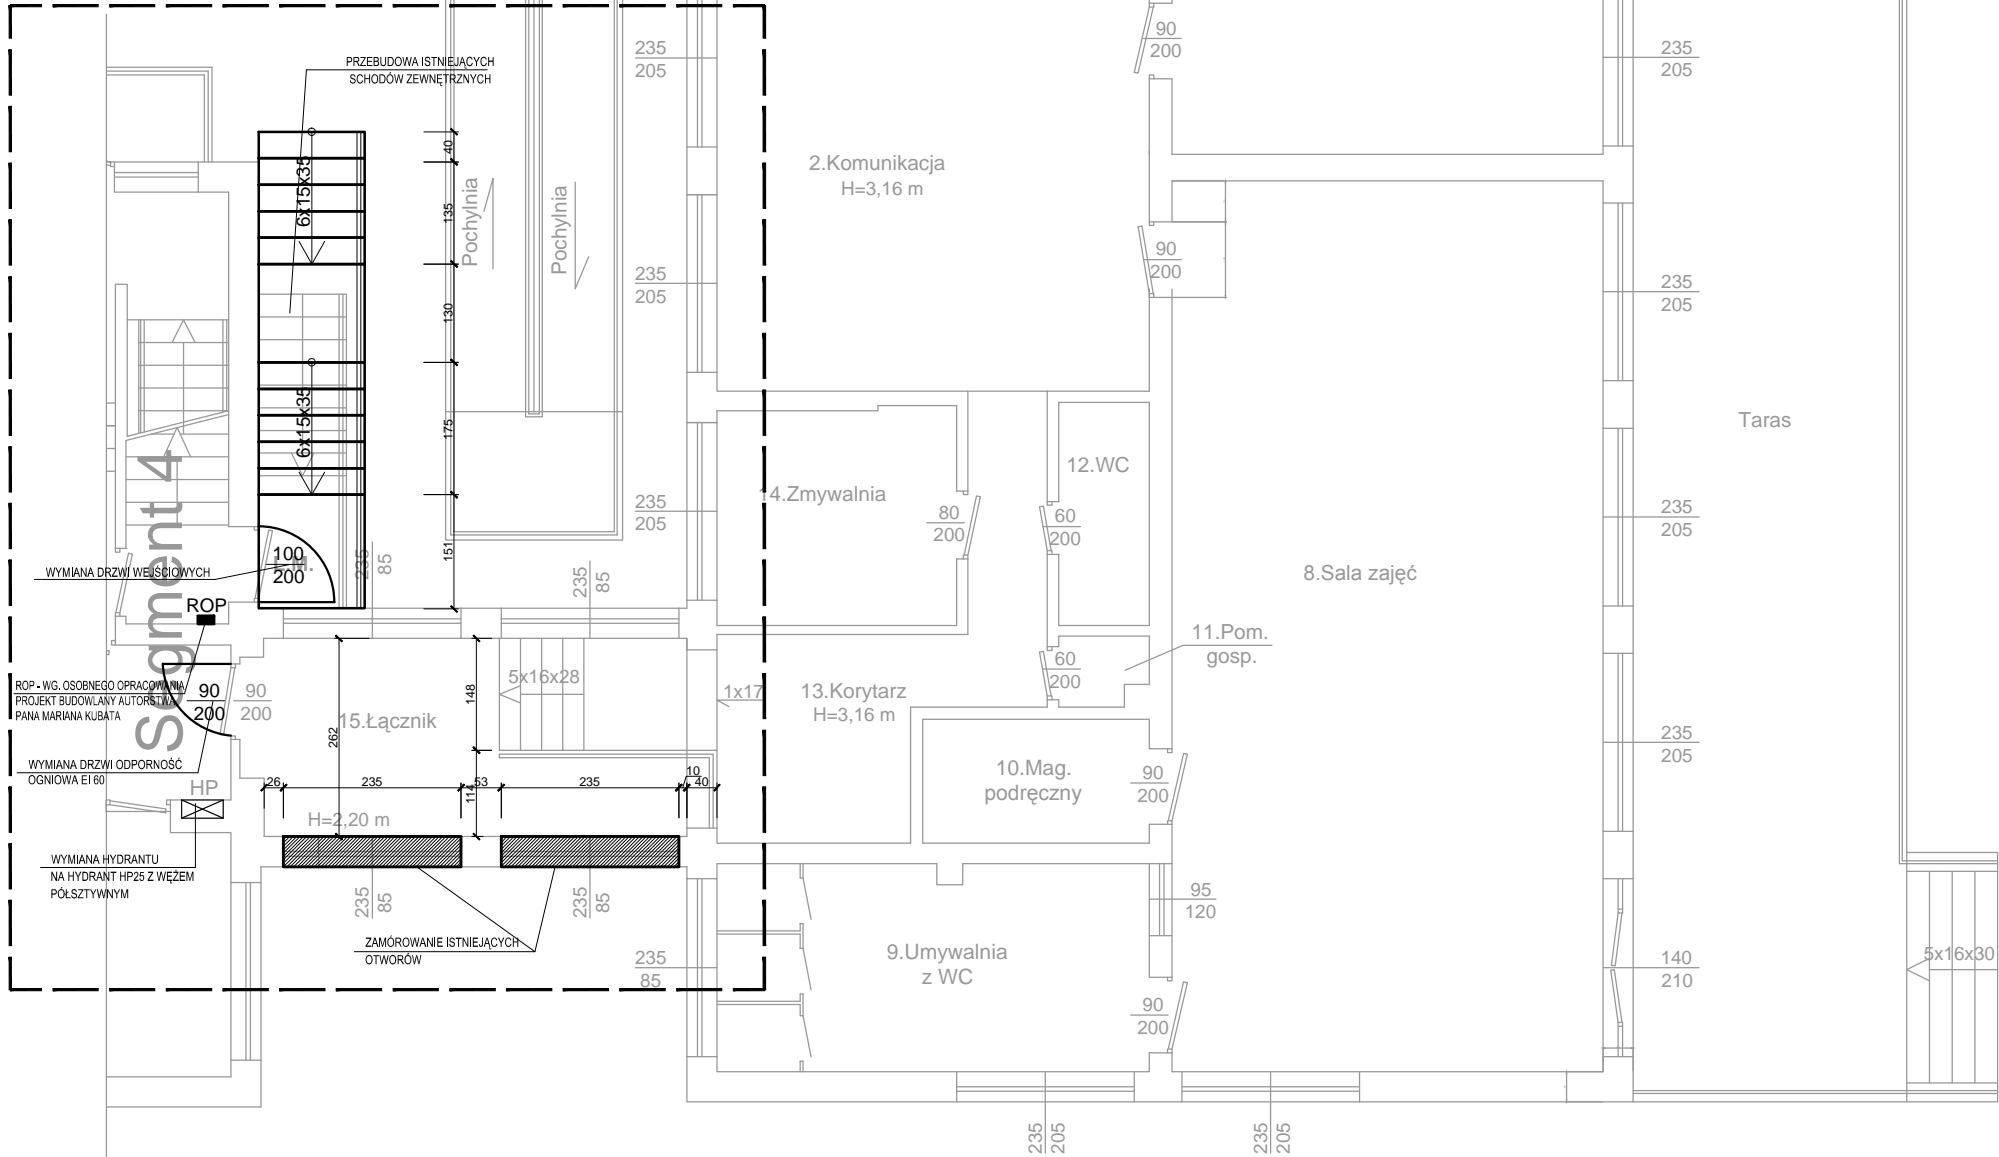 PRZEBUDOWA ISTNIEJĄCYCH
SCHODÓW ZEWNĘTRZNYCH
235
205
90
200
235
205
40
6x15x35
135
Pochylnia
Pochylnia
2.Komunikacja
H=3,16 m
90
200
235
205
235
205
130
6x15x35
175
Taras
12.WC
14.Zmywalnia
80
200
60
200
235
205
235
205
Segment 4
151
100
200
235
85
235
85
WYMIANA DRZWI WEJŚCIOWYCH
8.Sala zajęć
ROP
11.Pom.
gosp.
60
200
ROP - WG. OSOBNEGO OPRACOWANIA
PROJEKT BUDOWLANY AUTORSTWA
PANA MARIANA KUBATA
90
200
90
200
5x16x28
148
1x17
13.Korytarz
H=3,16 m
15.Łącznik
262
235
205
WYMIANA DRZWI ODPORNOŚĆ
OGNIOWA EI 60
HP
26
235
53
114
235
10
40
10.Mag.
podręczny
90
200
H=2,20 m
WYMIANA HYDRANTU
NA HYDRANT HP25 Z WĘŻEM
PÓŁSZTYWNYM
235
85
235
85
95
120
ZAMÓROWANIE ISTNIEJĄCYCH
OTWORÓW
235
85
9.Umywalnia
z WC
140
210
5x16x30
90
200
235
205
235
205